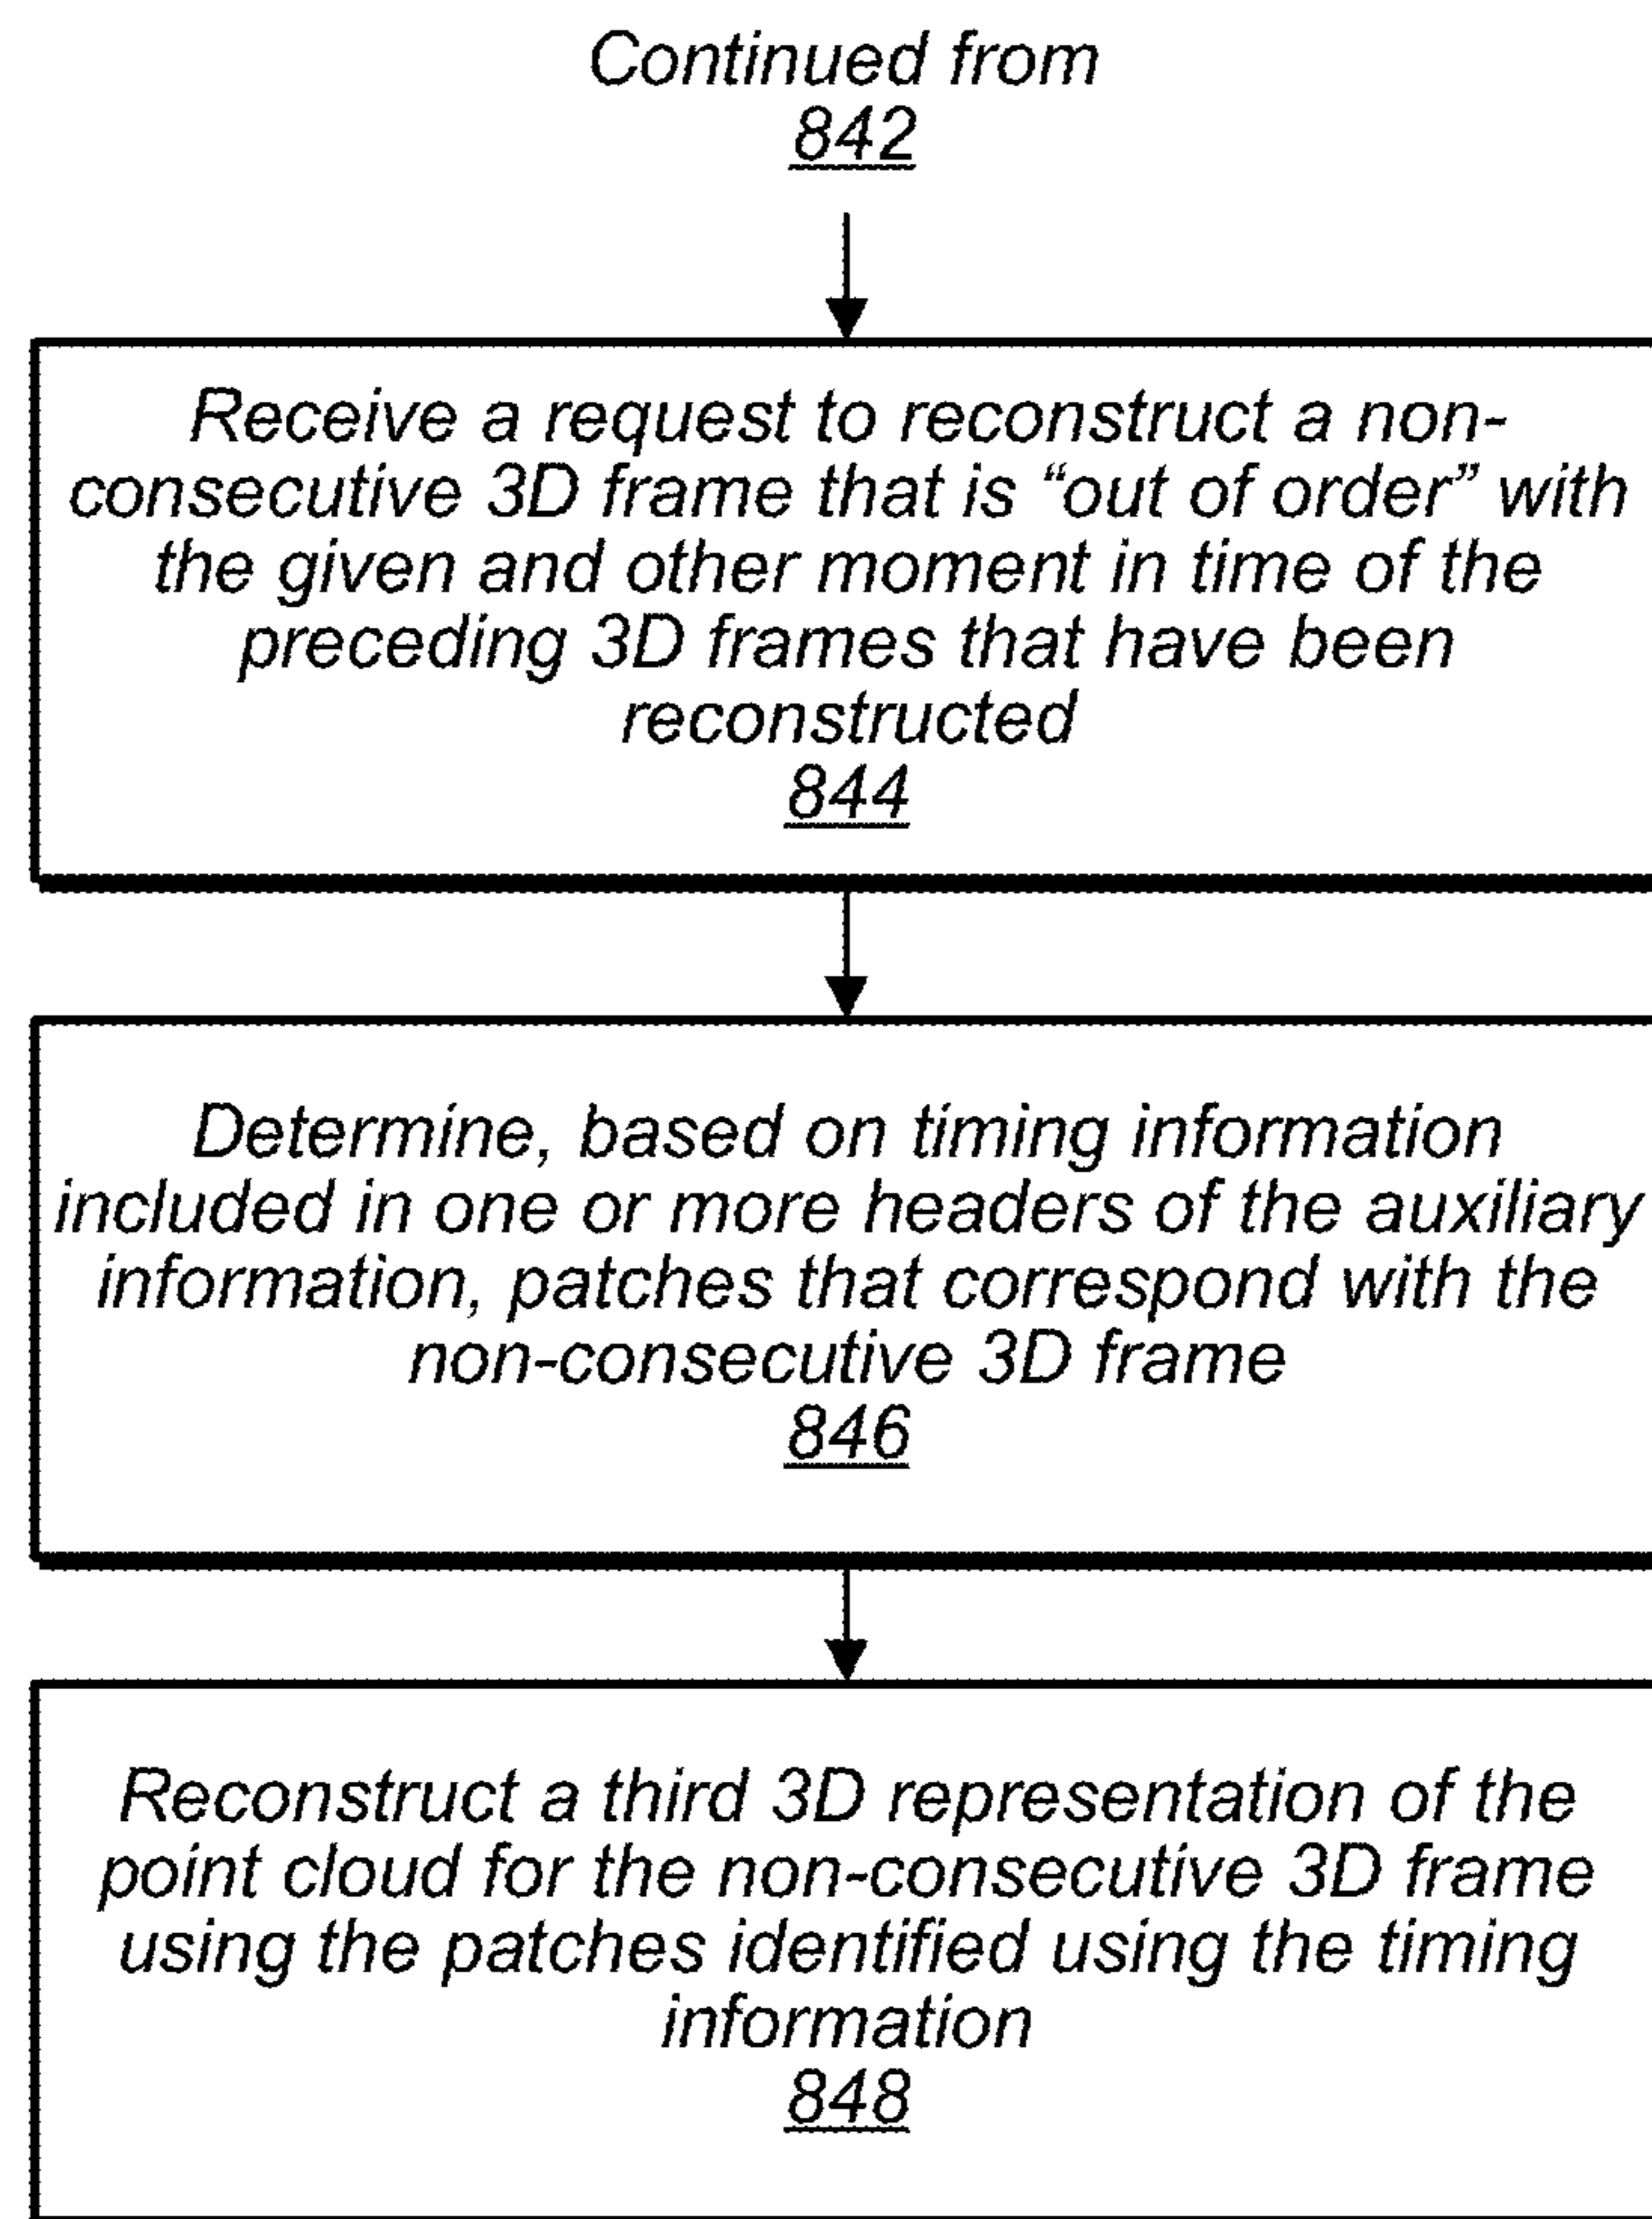 Continued from
842
Receive a request to reconstruct a non-
consecutive 3D frame that is “out of order” with
the given and other moment in time of the
preceding 3D frames that have been
reconstructed
844
Determine, based on timing information
included in one or more headers of the auxiliary
information, patches that correspond with the
non-consecutive 3D frame
846
Reconstruct a third 3D representation of the
point cloud for the non-consecutive 3D frame
using the patches identified using the timing
information
848